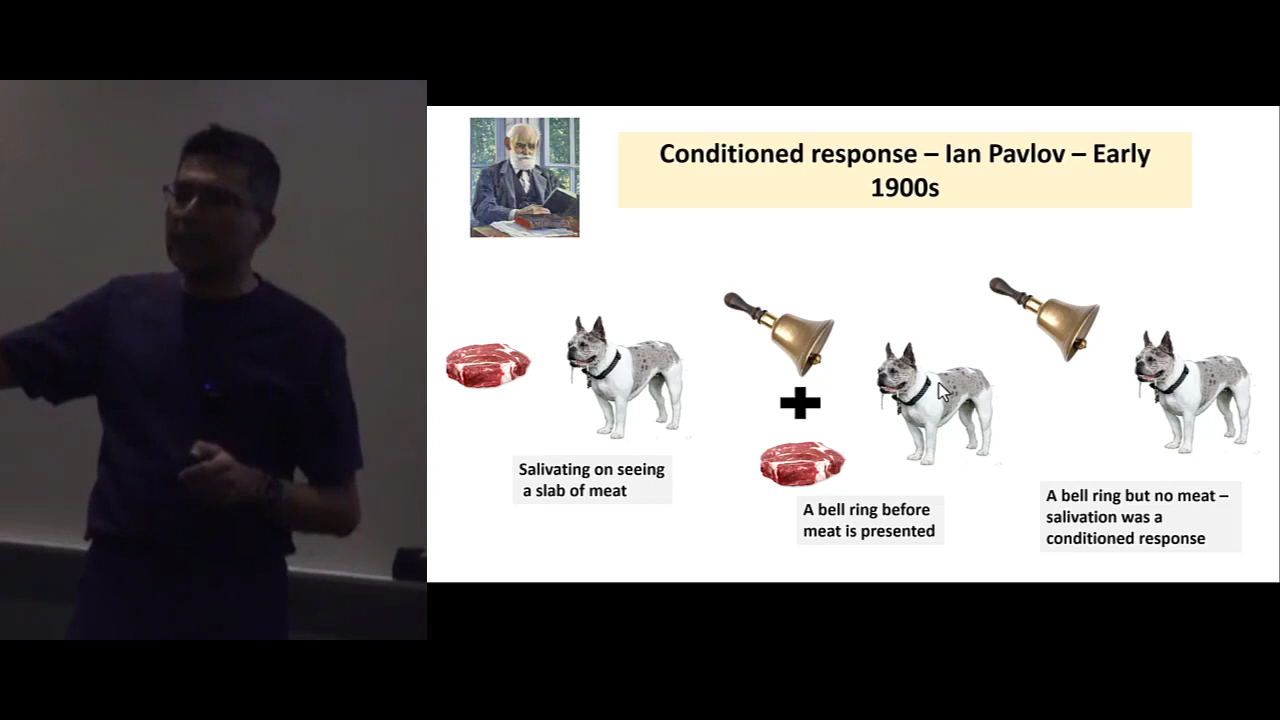 Conditioned response – Ian Pavlov – Early
1900s
Salivating on seeing
a slab of meat
A bell ring before
meat is presented
A bell ring but no meat –
salivation was a
conditioned response